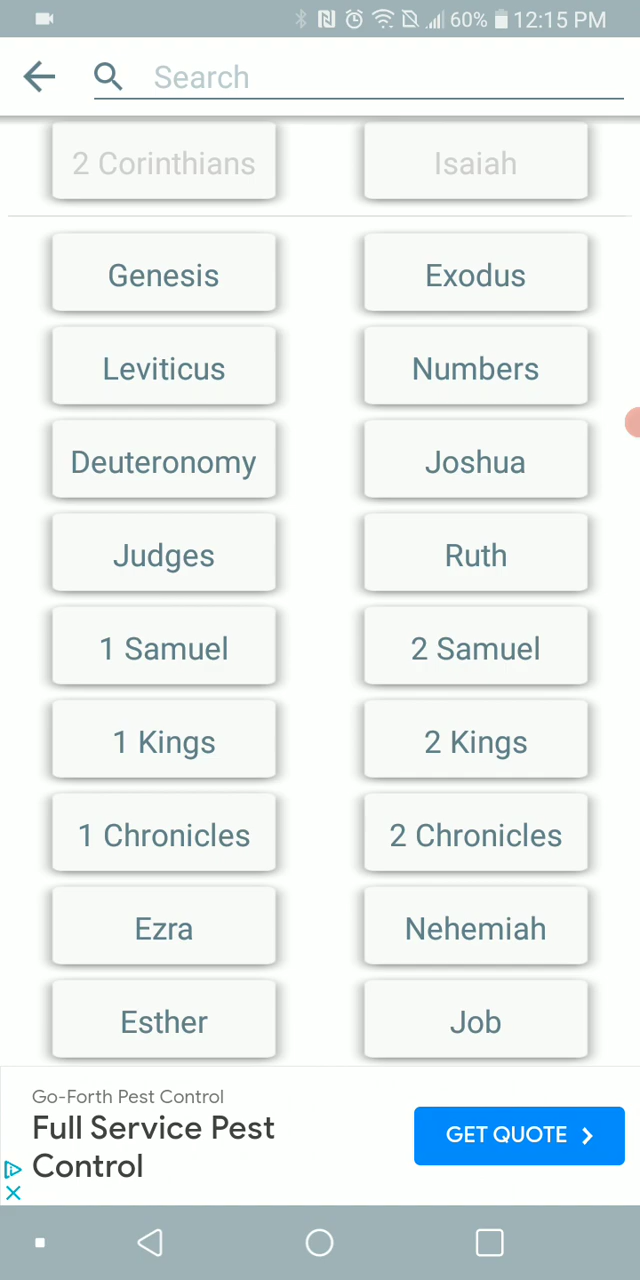 60% 12:15 PM
Search
2 Corinthians Isaiah
Genesis Exodus
Leviticus Numbers
Deuteronomy Joshua
Judges Ruth
1 Samuel 2 Samuel
1 Kings 2 Kings
1 Chronicles 2 Chronicles
Ezra Nehemiah
Esther Job
Go-Forth Pest Control
Full Service Pest
Control
GET QUOTE